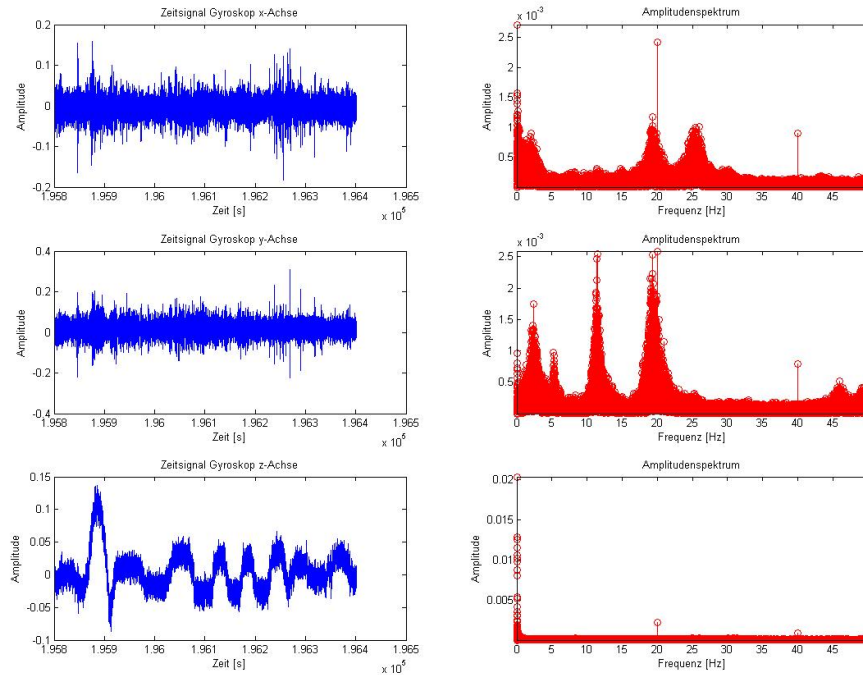 Zeitsignal Gyroskop x-Achse
0.2
0.1
0
-0.1
-0.2
Amplitude
1.958 1.959 1.96 1.961 1.962 1.963 1.964 1.965
Zeit [s]
x 10^5
Amplitudenspektrum
x 10^-3
2.5
2
1.5
1
0.5
Amplitude
0 5 10 15 20 25 30 35 40 45
Frequenz [Hz]
Zeitsignal Gyroskop y-Achse
0.4
0.2
0
-0.2
-0.4
Amplitude
1.958 1.959 1.96 1.961 1.962 1.963 1.964 1.965
Zeit [s]
x 10^5
Amplitudenspektrum
x 10^-3
2.5
2
1.5
1
0.5
Amplitude
0 5 10 15 20 25 30 35 40 45
Frequenz [Hz]
Zeitsignal Gyroskop z-Achse
0.15
0.1
0.05
0
-0.05
-0.1
Amplitude
1.958 1.959 1.96 1.961 1.962 1.963 1.964 1.965
Zeit [s]
x 10^5
Amplitudenspektrum
0.02
0.015
0.01
0.005
Amplitude
0 5 10 15 20 25 30 35 40 45
Frequenz [Hz]